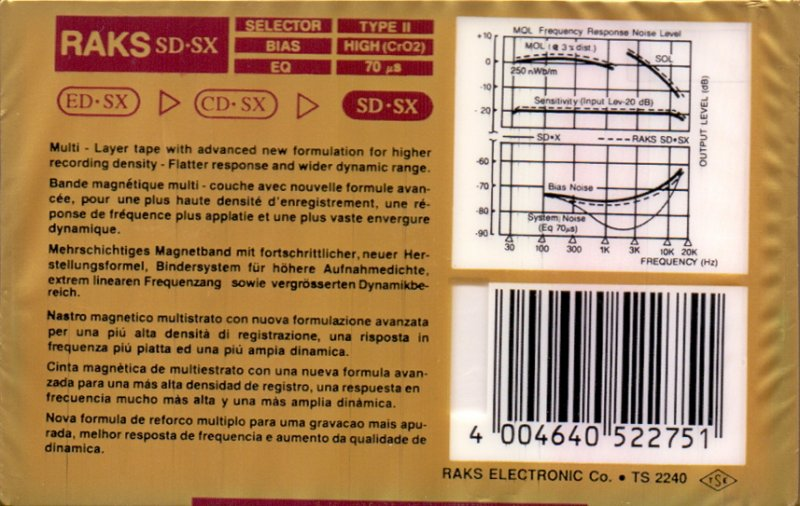 RAKS SD·SX
SELECTOR TYPE II
BIAS HIGH (CrO2)
EQ 70 µs
ED·SX ▷ CD·SX ▷ SD·SX
Multi - Layer tape with advanced new formulation for higher
recording density - Flatter response and wider dynamic range.
Bande magnétique multi - couche avec nouvelle formule avan-
cée, pour une plus haute densité d'enregistrement, une ré-
ponse de fréquence plus applatie et une plus vaste envergure
dynamique.
Mehrschichtiges Magnetband mit fortschrittlicher, neuer Her-
stellungsformel, Bindersystem für höhere Aufnahmedichte,
extrem linearen Frequenzang sowie vergrösserten Dynamikbe-
reich.
Nastro magnetico multistrato con nuova formulazione avanzata
per una piú alta densitá di registrazione, una risposta in
frequenza piú piatta ed una piú ampia dinamica.
Cinta magnética de multiestrato con una nueva formula avan-
zada para una más alta densidad de registro, una respuesta en
frecuencia mucho más alta y una más amplia dinámica.
Nova formula de reforco multiplo para uma gravacao mais apu-
rada, melhor resposta de frequencia e aumento da qualidade de
dinamica.
MOL Frequency Response Noise Level
+10
0
-10
-20
MOL (@ 3% dist.)
SOL
250 nWb/m
Sensitivity (Input Lev-20 dB)
SD•X RAKS SD•SX
-60
-70
-80
-90
Bias Noise
System Noise
(Eq 70µs)
30 100 300 1K 3K 10K 20K
FREQUENCY (Hz)
OUTPUT LEVEL (dB)
4 004640 522751
RAKS ELECTRONIC Co. • TS 2240
TSE